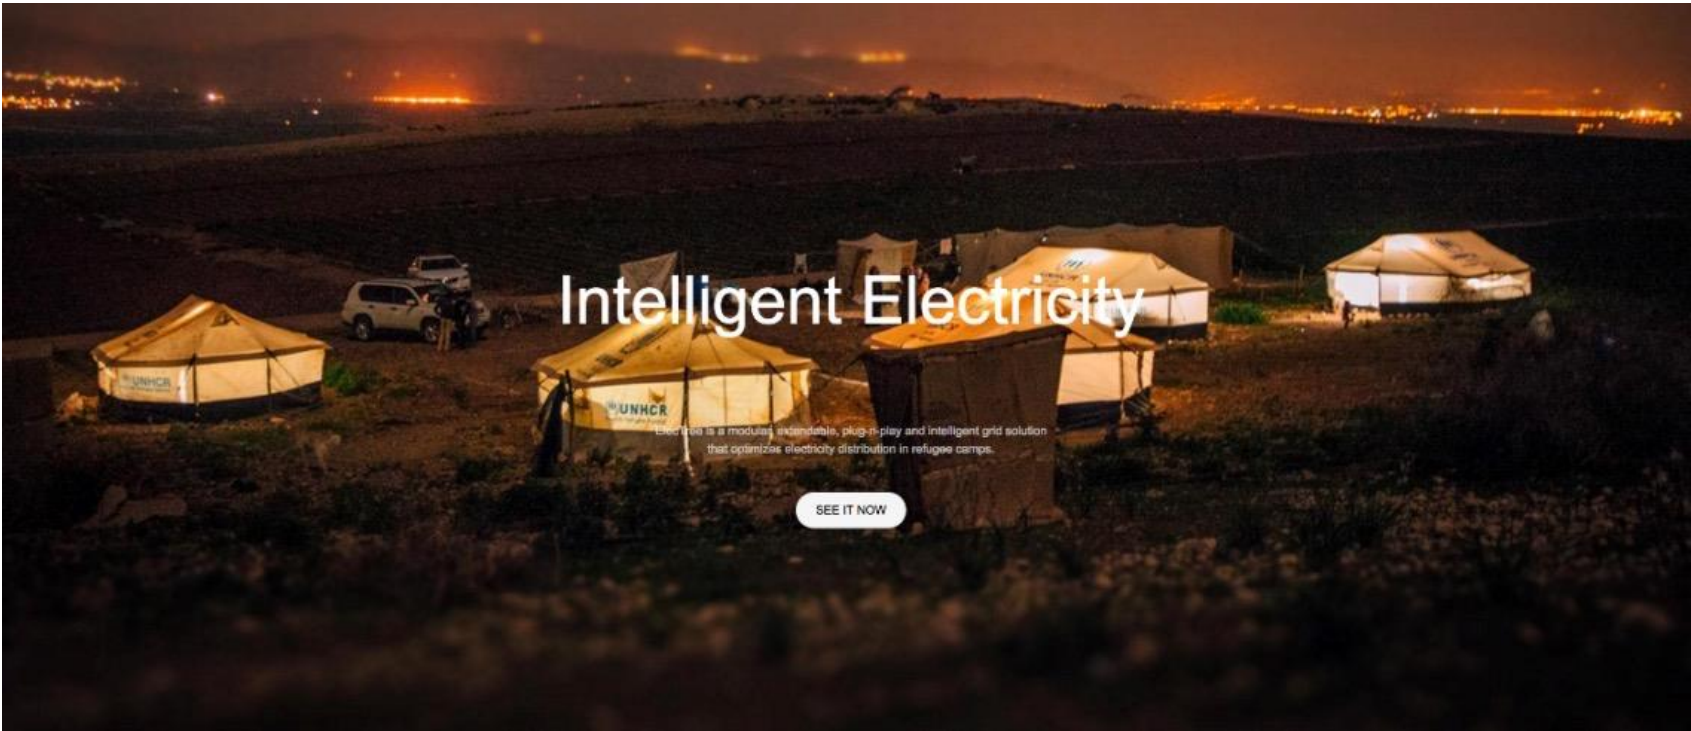 Intelligent Electricity
UNHCR
UNHCR
is a modular, extendable, plug-n-play and intelligent grid solution
that optimizes electricity distribution in refugee camps.
SEE IT NOW